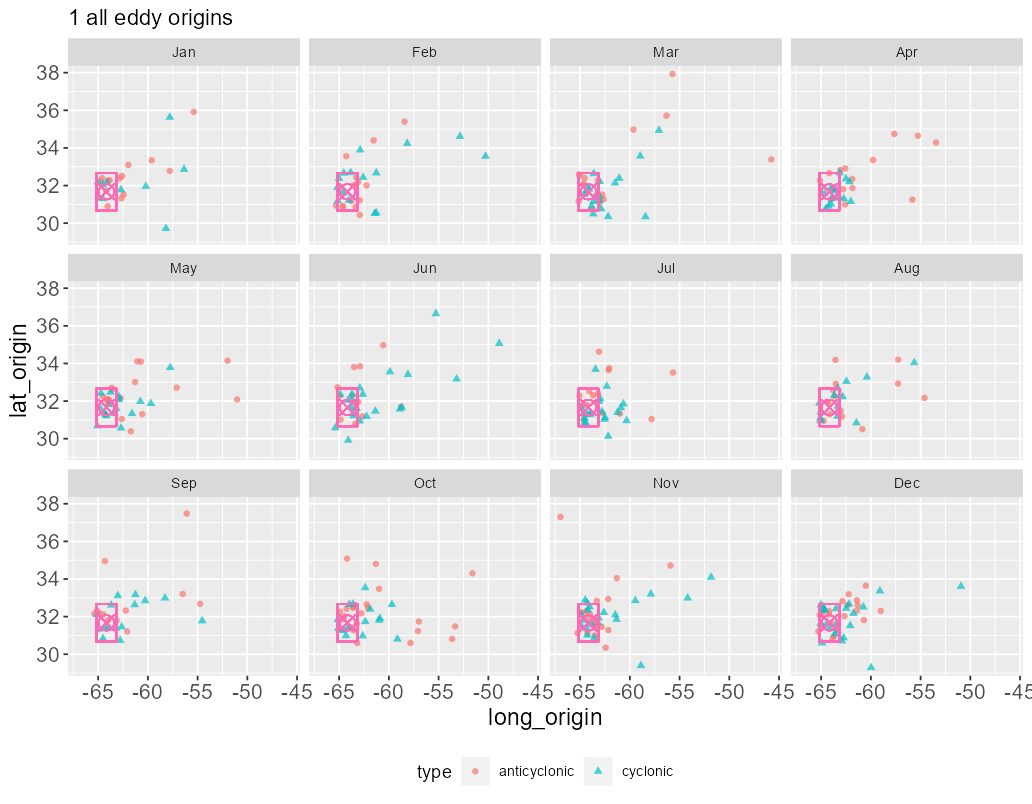 1 all eddy origins
Jan Feb Mar Apr
38
36
34
32
30
May Jun Jul Aug
38
36
34
32
30
Sep Oct Nov Dec
38
36
34
32
30
-65 -60 -55 -50 -45 -65 -60 -55 -50 -45 -65 -60 -55 -50 -45 -65 -60 -55 -50 -45
lat_origin
long_origin
type anticyclonic cyclonic